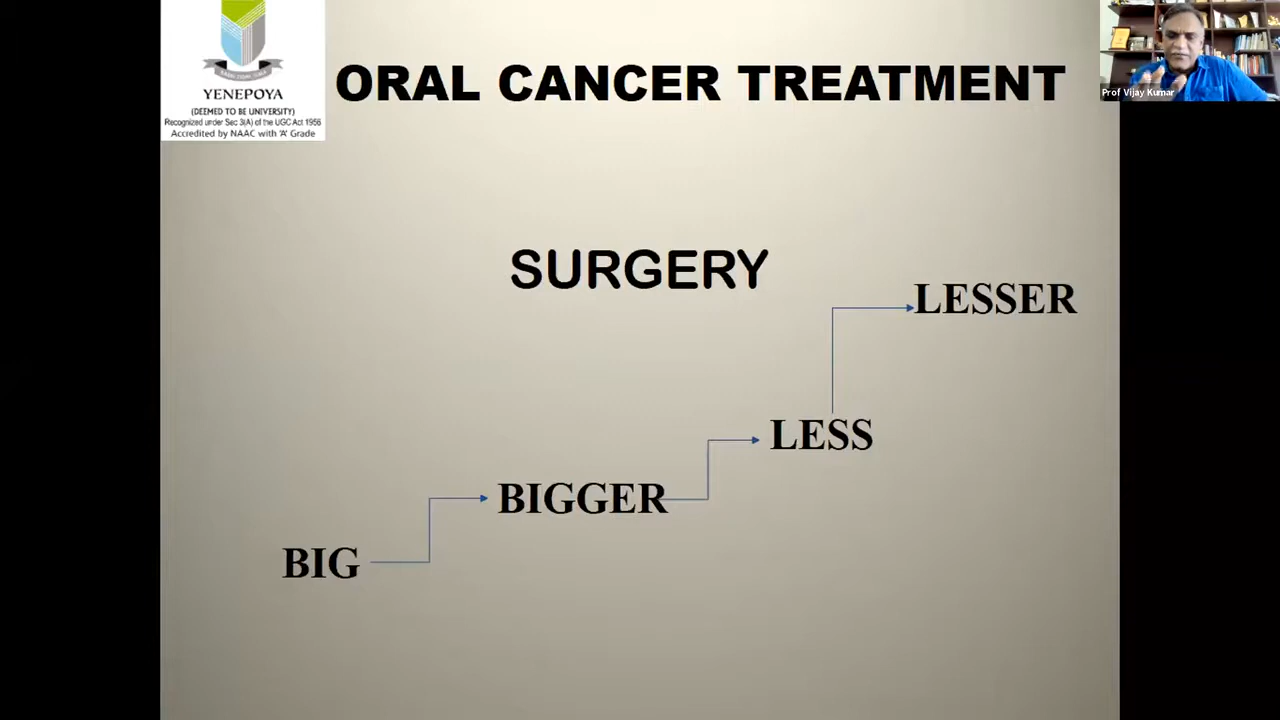 YENEPOYA
(DEEMED TO BE UNIVERSITY)
Recognized under Sec 3(A) of the UGC Act 1956
Accredited by NAAC with 'A' Grade
ORAL CANCER TREATMENT
Prof Vijay Kumar
SURGERY
LESSER
LESS
BIGGER
BIG